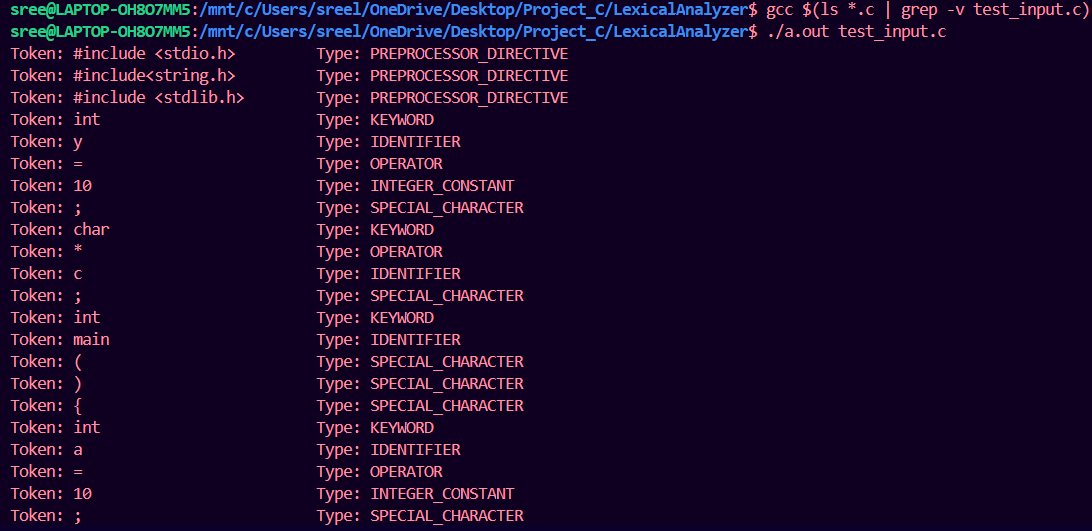 sree@LAPTOP-OH8O7MM5:/mnt/c/Users/sreel/OneDrive/Desktop/Project_C/LexicalAnalyzer$ gcc $(ls *.c | grep -v test_input.c)
sree@LAPTOP-OH8O7MM5:/mnt/c/Users/sreel/OneDrive/Desktop/Project_C/LexicalAnalyzer$ ./a.out test_input.c
Token: #include <stdio.h> Type: PREPROCESSOR_DIRECTIVE
Token: #include<string.h> Type: PREPROCESSOR_DIRECTIVE
Token: #include <stdlib.h> Type: PREPROCESSOR_DIRECTIVE
Token: int Type: KEYWORD
Token: y Type: IDENTIFIER
Token: = Type: OPERATOR
Token: 10 Type: INTEGER_CONSTANT
Token: ; Type: SPECIAL_CHARACTER
Token: char Type: KEYWORD
Token: * Type: OPERATOR
Token: c Type: IDENTIFIER
Token: ; Type: SPECIAL_CHARACTER
Token: int Type: KEYWORD
Token: main Type: IDENTIFIER
Token: ( Type: SPECIAL_CHARACTER
Token: ) Type: SPECIAL_CHARACTER
Token: { Type: SPECIAL_CHARACTER
Token: int Type: KEYWORD
Token: a Type: IDENTIFIER
Token: = Type: OPERATOR
Token: 10 Type: INTEGER_CONSTANT
Token: ; Type: SPECIAL_CHARACTER